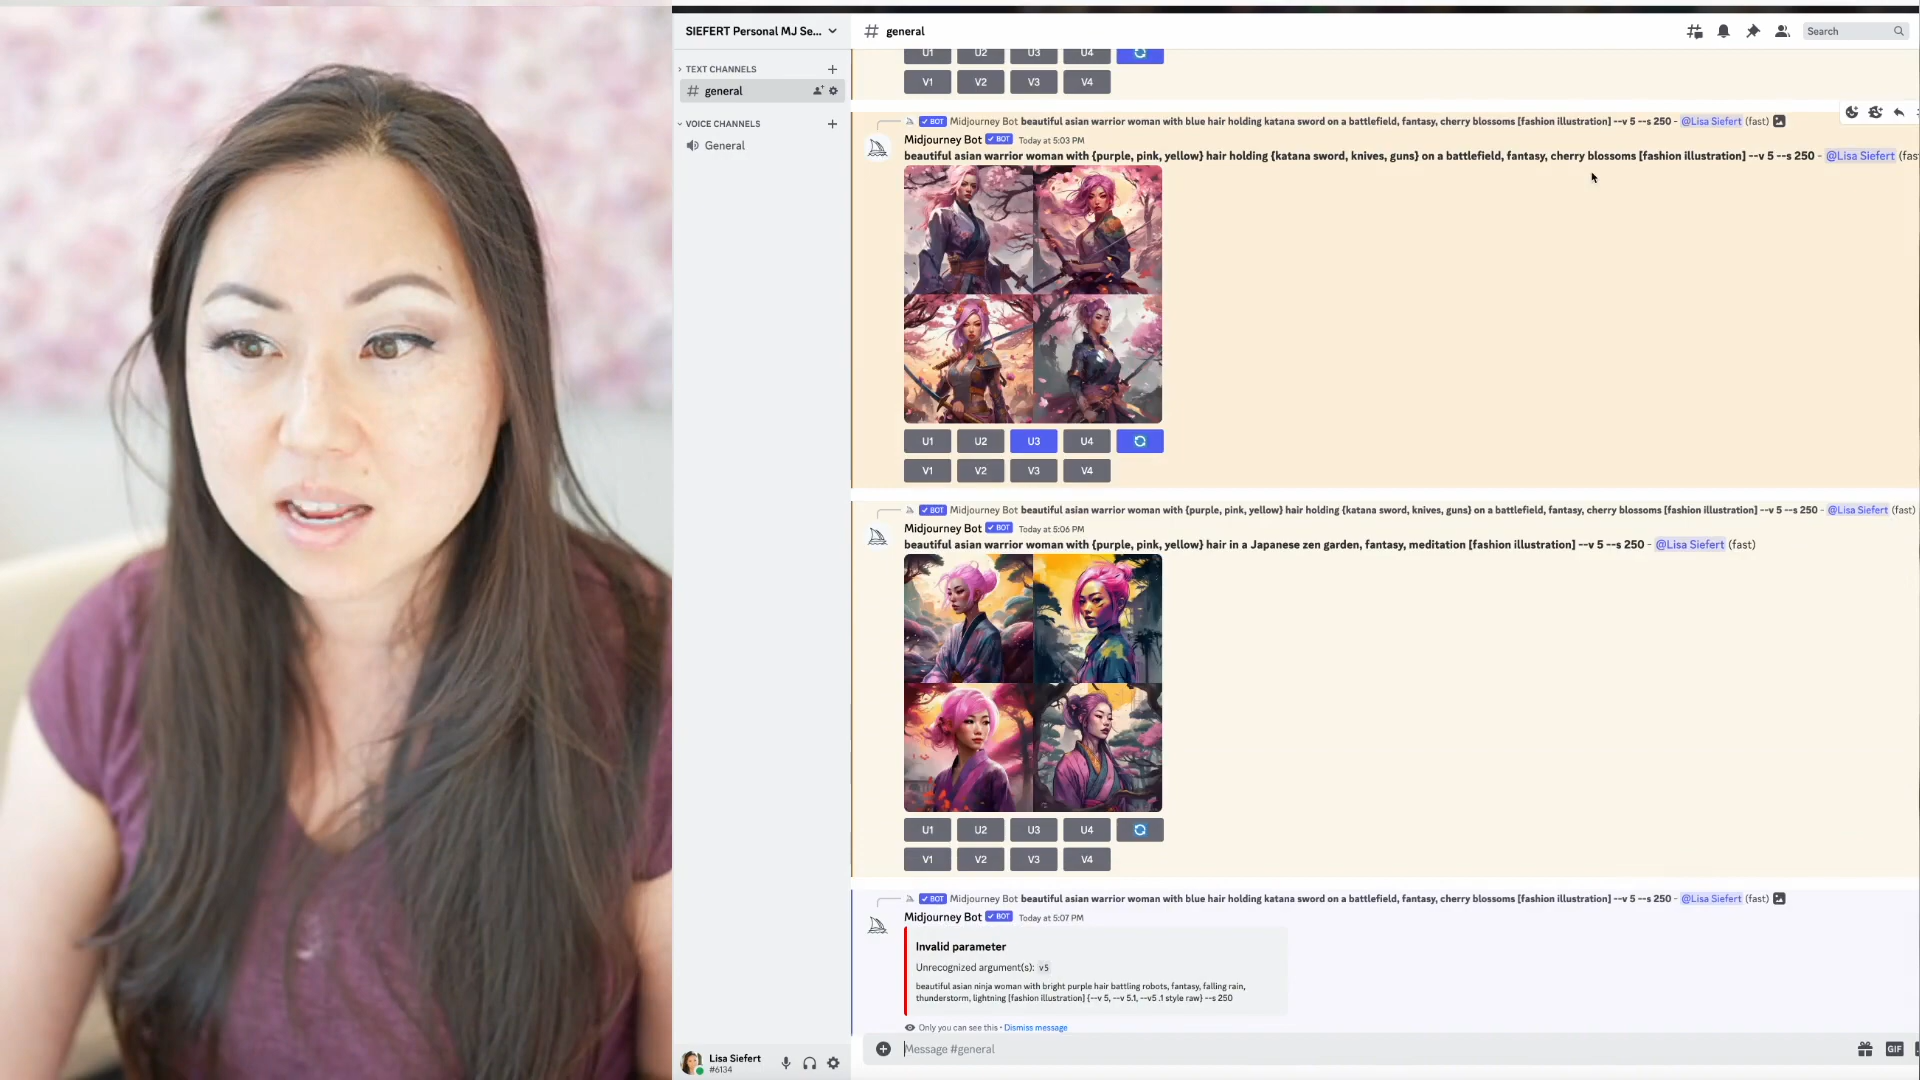 SIEFERT Personal MJ Se...
# general
Search
TEXT CHANNELS
general
VOICE CHANNELS
General
U1 U2 U3 U4
V1 V2 V3 V4
BOT Midjourney Bot beautiful asian warrior woman with blue hair holding katana sword on a battlefield, fantasy, cherry blossoms [fashion illustration] --v 5 --s 250 - @Lisa Siefert (fast)
Midjourney Bot BOT Today at 5:03 PM
beautiful asian warrior woman with {purple, pink, yellow} hair holding {katana sword, knives, guns} on a battlefield, fantasy, cherry blossoms [fashion illustration] --v 5 --s 250 - @Lisa Siefert
U1 U2 U3 U4
V1 V2 V3 V4
BOT Midjourney Bot beautiful asian warrior woman with {purple, pink, yellow} hair holding {katana sword, knives, guns} on a battlefield, fantasy, cherry blossoms [fashion illustration] --v 5 --s 250 - @Lisa Siefert (fast)
Midjourney Bot BOT Today at 5:06 PM
beautiful asian warrior woman with {purple, pink, yellow} hair in a Japanese zen garden, fantasy, meditation [fashion illustration] --v 5 --s 250 - @Lisa Siefert (fast)
U1 U2 U3 U4
V1 V2 V3 V4
BOT Midjourney Bot beautiful asian warrior woman with blue hair holding katana sword on a battlefield, fantasy, cherry blossoms [fashion illustration] --v 5 --s 250 - @Lisa Siefert (fast)
Midjourney Bot BOT Today at 5:07 PM
Invalid parameter
Unrecognized argument(s): v5
beautiful asian ninja woman with bright purple hair battling robots, fantasy, falling rain,
thunderstorm, lightning [fashion illustration] {--v 5, --v 5.1, --v5 .1 style raw} --s 250
Only you can see this • Dismiss message
Message #general
GIF
Lisa Siefert
#6134